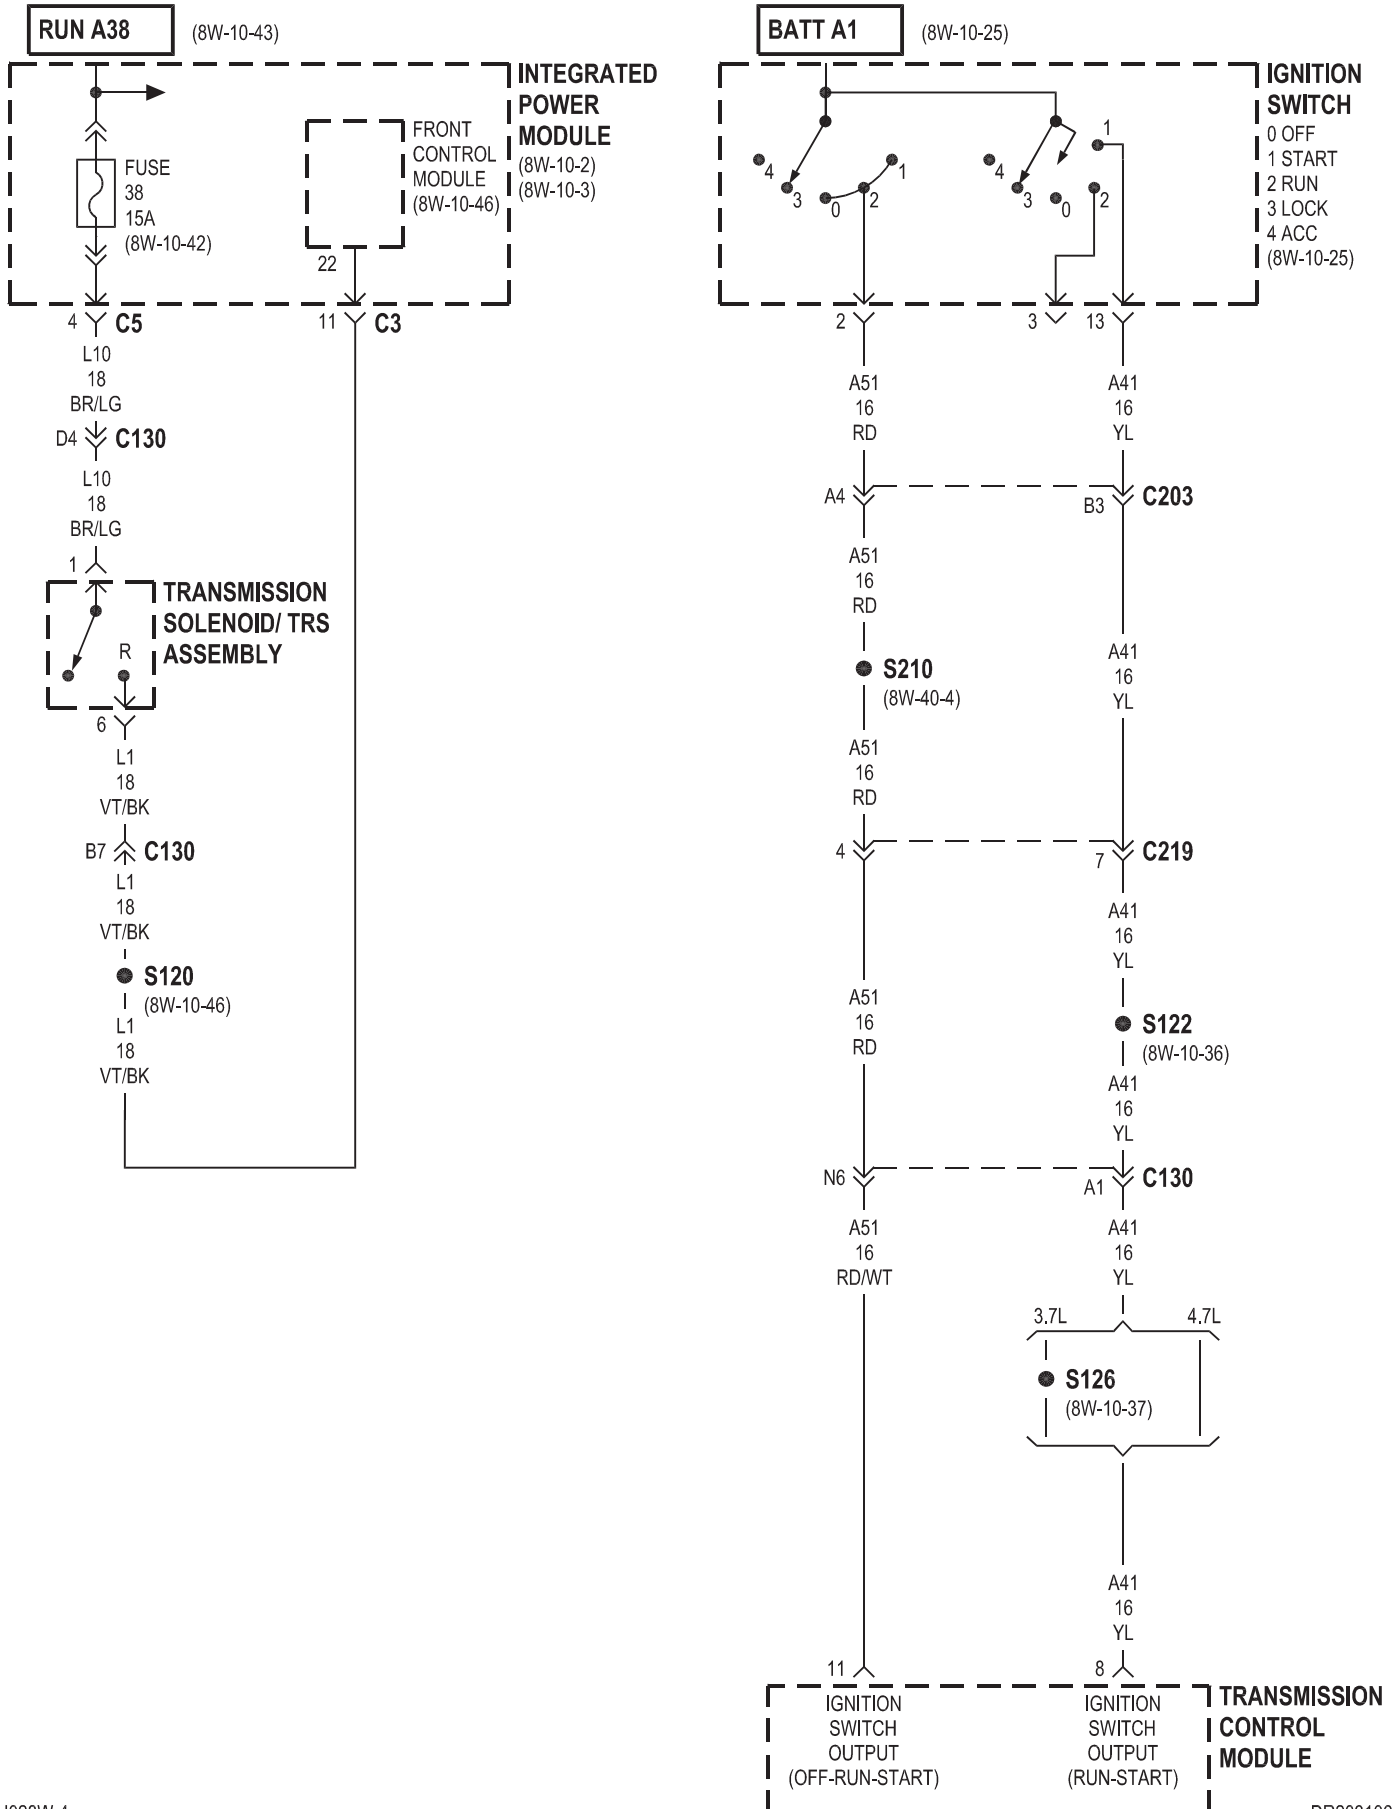 RUN A38
(8W-10-43)
INTEGRATED
POWER
MODULE
(8W-10-2)
(8W-10-3)
FRONT
CONTROL
MODULE
(8W-10-46)
FUSE
38
15A
(8W-10-42)
22
4
C5
11
C3
L10
18
BR/LG
D4
C130
L10
18
BR/LG
1
TRANSMISSION
SOLENOID/ TRS
ASSEMBLY
R
6
L1
18
VT/BK
B7
C130
L1
18
VT/BK
S120
(8W-10-46)
L1
18
VT/BK
BATT A1
(8W-10-25)
IGNITION
SWITCH
0 OFF
1 START
2 RUN
3 LOCK
4 ACC
(8W-10-25)
4
3
0
2
1
4
3
0
2
1
2
3
13
A51
16
RD
A41
16
YL
A4
B3
C203
A51
16
RD
S210
(8W-40-4)
A41
16
YL
A51
16
RD
4
7
C219
A41
16
YL
A51
16
RD
S122
(8W-10-36)
A41
16
YL
N6
A1
C130
A51
16
RD/WT
A41
16
YL
3.7L
4.7L
S126
(8W-10-37)
A41
16
YL
11
8
IGNITION
SWITCH
OUTPUT
(OFF-RUN-START)
IGNITION
SWITCH
OUTPUT
(RUN-START)
TRANSMISSION
CONTROL
MODULE